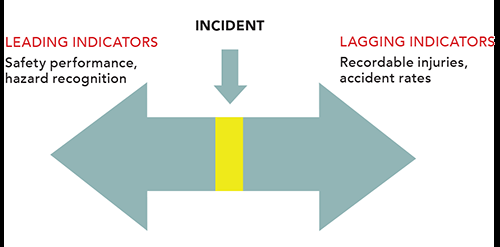 INCIDENT
LEADING INDICATORS
Safety performance,
hazard recognition
LAGGING INDICATORS
Recordable injuries,
accident rates